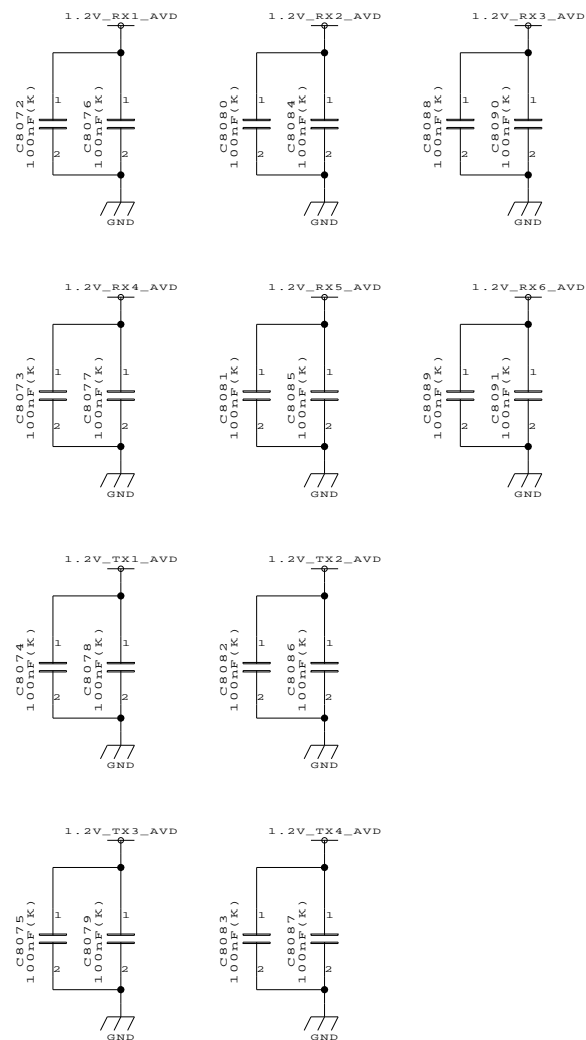 1.2V_RX1_AVD
C8072
100nF(K)
1
2
C8076
100nF(K)
1
2
GND
1.2V_RX2_AVD
C8080
100nF(K)
1
2
C8084
100nF(K)
1
2
GND
1.2V_RX3_AVD
C8088
100nF(K)
1
2
C8090
100nF(K)
1
2
GND
1.2V_RX4_AVD
C8073
100nF(K)
1
2
C8077
100nF(K)
1
2
GND
1.2V_RX5_AVD
C8081
100nF(K)
1
2
C8085
100nF(K)
1
2
GND
1.2V_RX6_AVD
C8089
100nF(K)
1
2
C8091
100nF(K)
1
2
GND
1.2V_TX1_AVD
C8074
100nF(K)
1
2
C8078
100nF(K)
1
2
GND
1.2V_TX2_AVD
C8082
100nF(K)
1
2
C8086
100nF(K)
1
2
GND
1.2V_TX3_AVD
C8075
100nF(K)
1
2
C8079
100nF(K)
1
2
GND
1.2V_TX4_AVD
C8083
100nF(K)
1
2
C8087
100nF(K)
1
2
GND